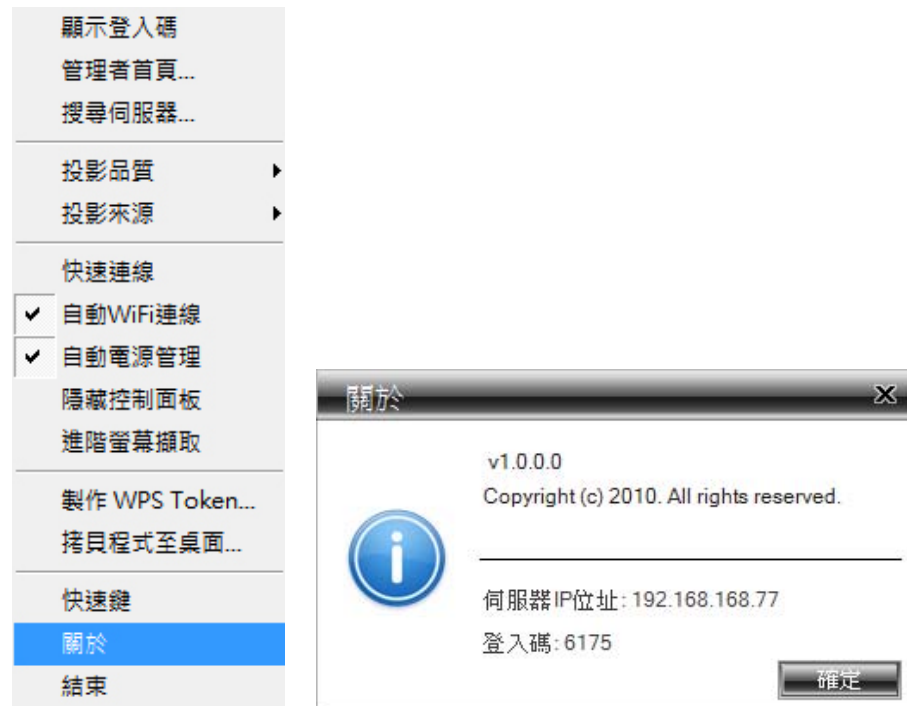 顯示登入碼
管理者首頁...
搜尋伺服器...
投影品質
投影來源
快速連線
自動WiFi連線
自動電源管理
隱藏控制面板
進階螢幕擷取
製作 WPS Token...
拷貝程式至桌面...
快速鍵
關於
結束
關於
v1.0.0.0
Copyright (c) 2010. All rights reserved.
伺服器IP位址: 192.168.168.77
登入碼: 6175
確定